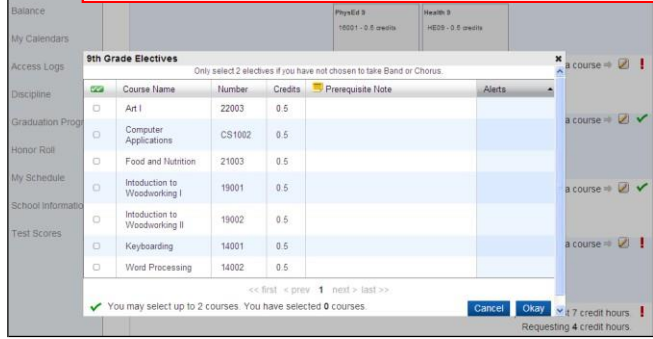 Balance
PhysEd 9
Health 9
16001 - 0.5 credits
HE09 - 0.5 credits
My Calendars
9th Grade Electives
Only select 2 electives if you have not chosen to take Band or Chorus.
Access Logs
a course
Course Name Number Credits Prerequisite Note Alerts
Discipline
Art I 22003 0.5
Graduation Progr
a course
Computer
Applications
CS1002 0.5
Honor Roll
Food and Nutrition 21003 0.5
My Schedule
Intoduction to
Woodworking I
19001 0.5
a course
School Informatio
Intoduction to
Woodworking II
19002 0.5
Test Scores
Keyboarding 14001 0.5
a course
Word Processing 14002 0.5
<< first < prev 1 next > last >>
You may select up to 2 courses. You have selected 0 courses.
Cancel Okay
t 7 credit hours.
Requesting 4 credit hours.